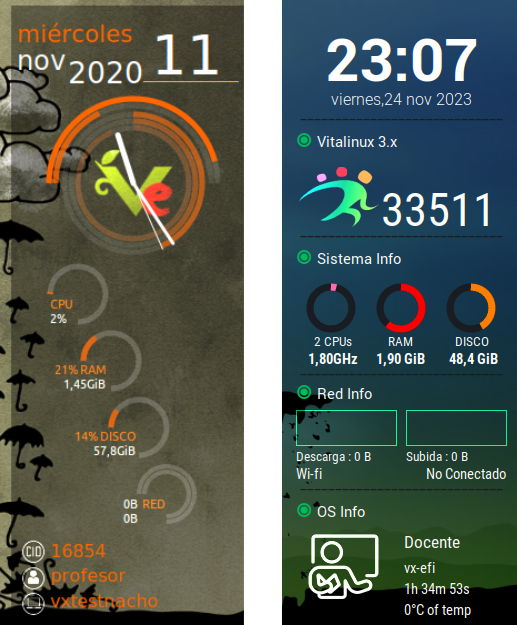 miércoles
nov 2020 11
Ve
CPU
2%
21% RAM
1,45GiB
14% DISCO
57,8GiB
0B RED
0B
CID 16854
profesor
vxtestnacho
23:07
viernes,24 nov 2023
Vitalinux 3.x
33511
Sistema Info
2 CPUs RAM DISCO
1,80GHz 1,90 GiB 48,4 GiB
Red Info
Descarga : 0 B Subida : 0 B
Wi-fi No Conectado
OS Info
Docente
vx-efi
1h 34m 53s
0°C of temp